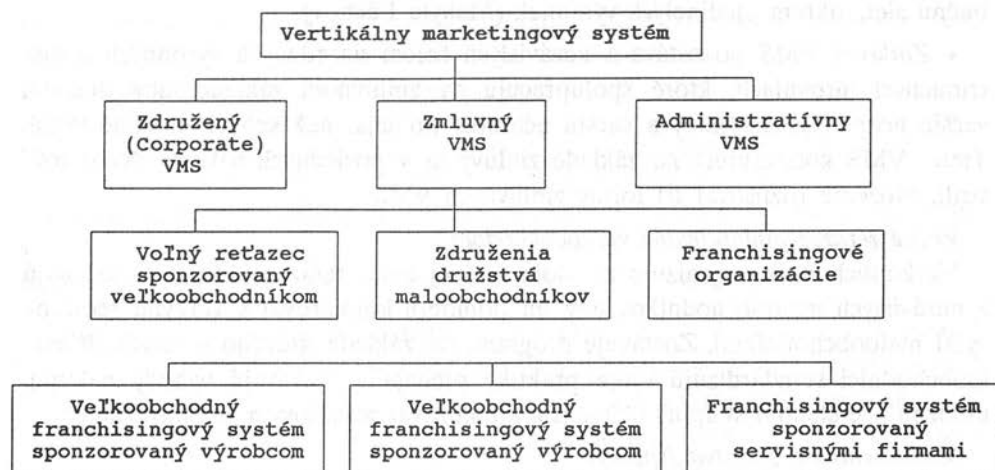 Vertikálny marketingový systém
Združený
(Corporate)
VMS
Zmluvný
VMS
Administratívny
VMS
Voľný reťazec
sponzorovaný
veľkoobchodníkom
Združenia
družstvá
maloobchodníkov
Franchisingové
organizácie
Veľkoobchodný
franchisingový systém
sponzorovaný výrobcom
Veľkoobchodný
franchisingový systém
sponzorovaný výrobcom
Franchisingový systém
sponzorovaný
servisnými firmami